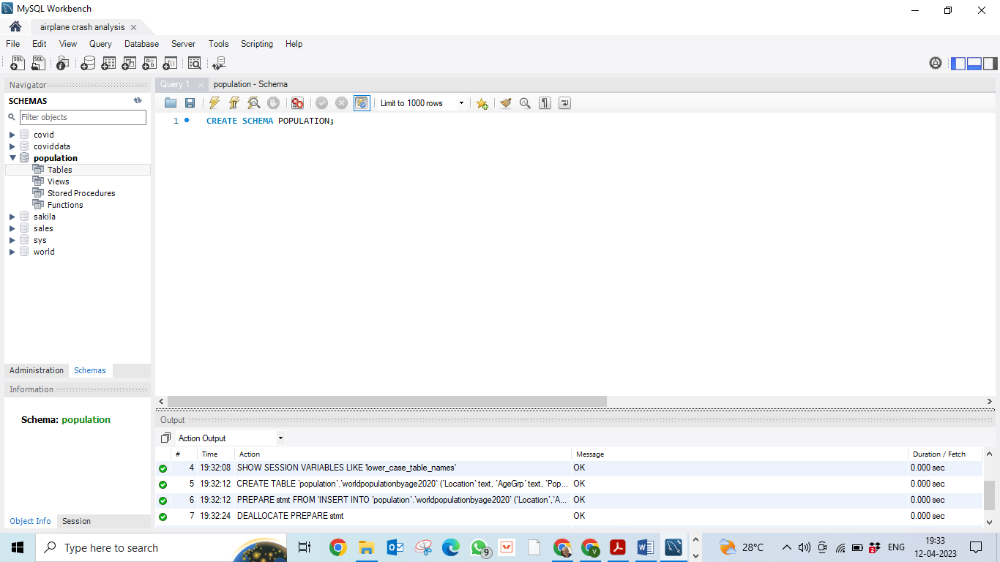 MySQL Workbench
airplane crash analysis
File Edit View Query Database Server Tools Scripting Help
Navigator
SCHEMAS
Filter objects
covid
coviddata
population
Tables
Views
Stored Procedures
Functions
sakila
sales
sys
world
Administration Schemas
Information
Schema: population
Object Info Session
Query 1 population - Schema
Limit to 1000 rows
1 CREATE SCHEMA POPULATION;
Output
Action Output
# Time Action Message Duration / Fetch
4 19:32:08 SHOW SESSION VARIABLES LIKE 'lower_case_table_names' OK 0.000 sec
5 19:32:12 CREATE TABLE `population`.`worldpopulationbyage2020` (`Location` text, `AgeGrp` text, `Pop... OK 0.000 sec
6 19:32:12 PREPARE stmt FROM 'INSERT INTO `population`.`worldpopulationbyage2020` (`Location`,`A... OK 0.000 sec
7 19:32:24 DEALLOCATE PREPARE stmt OK 0.000 sec
Type here to search
9
28°C
2
ENG
19:33
12-04-2023